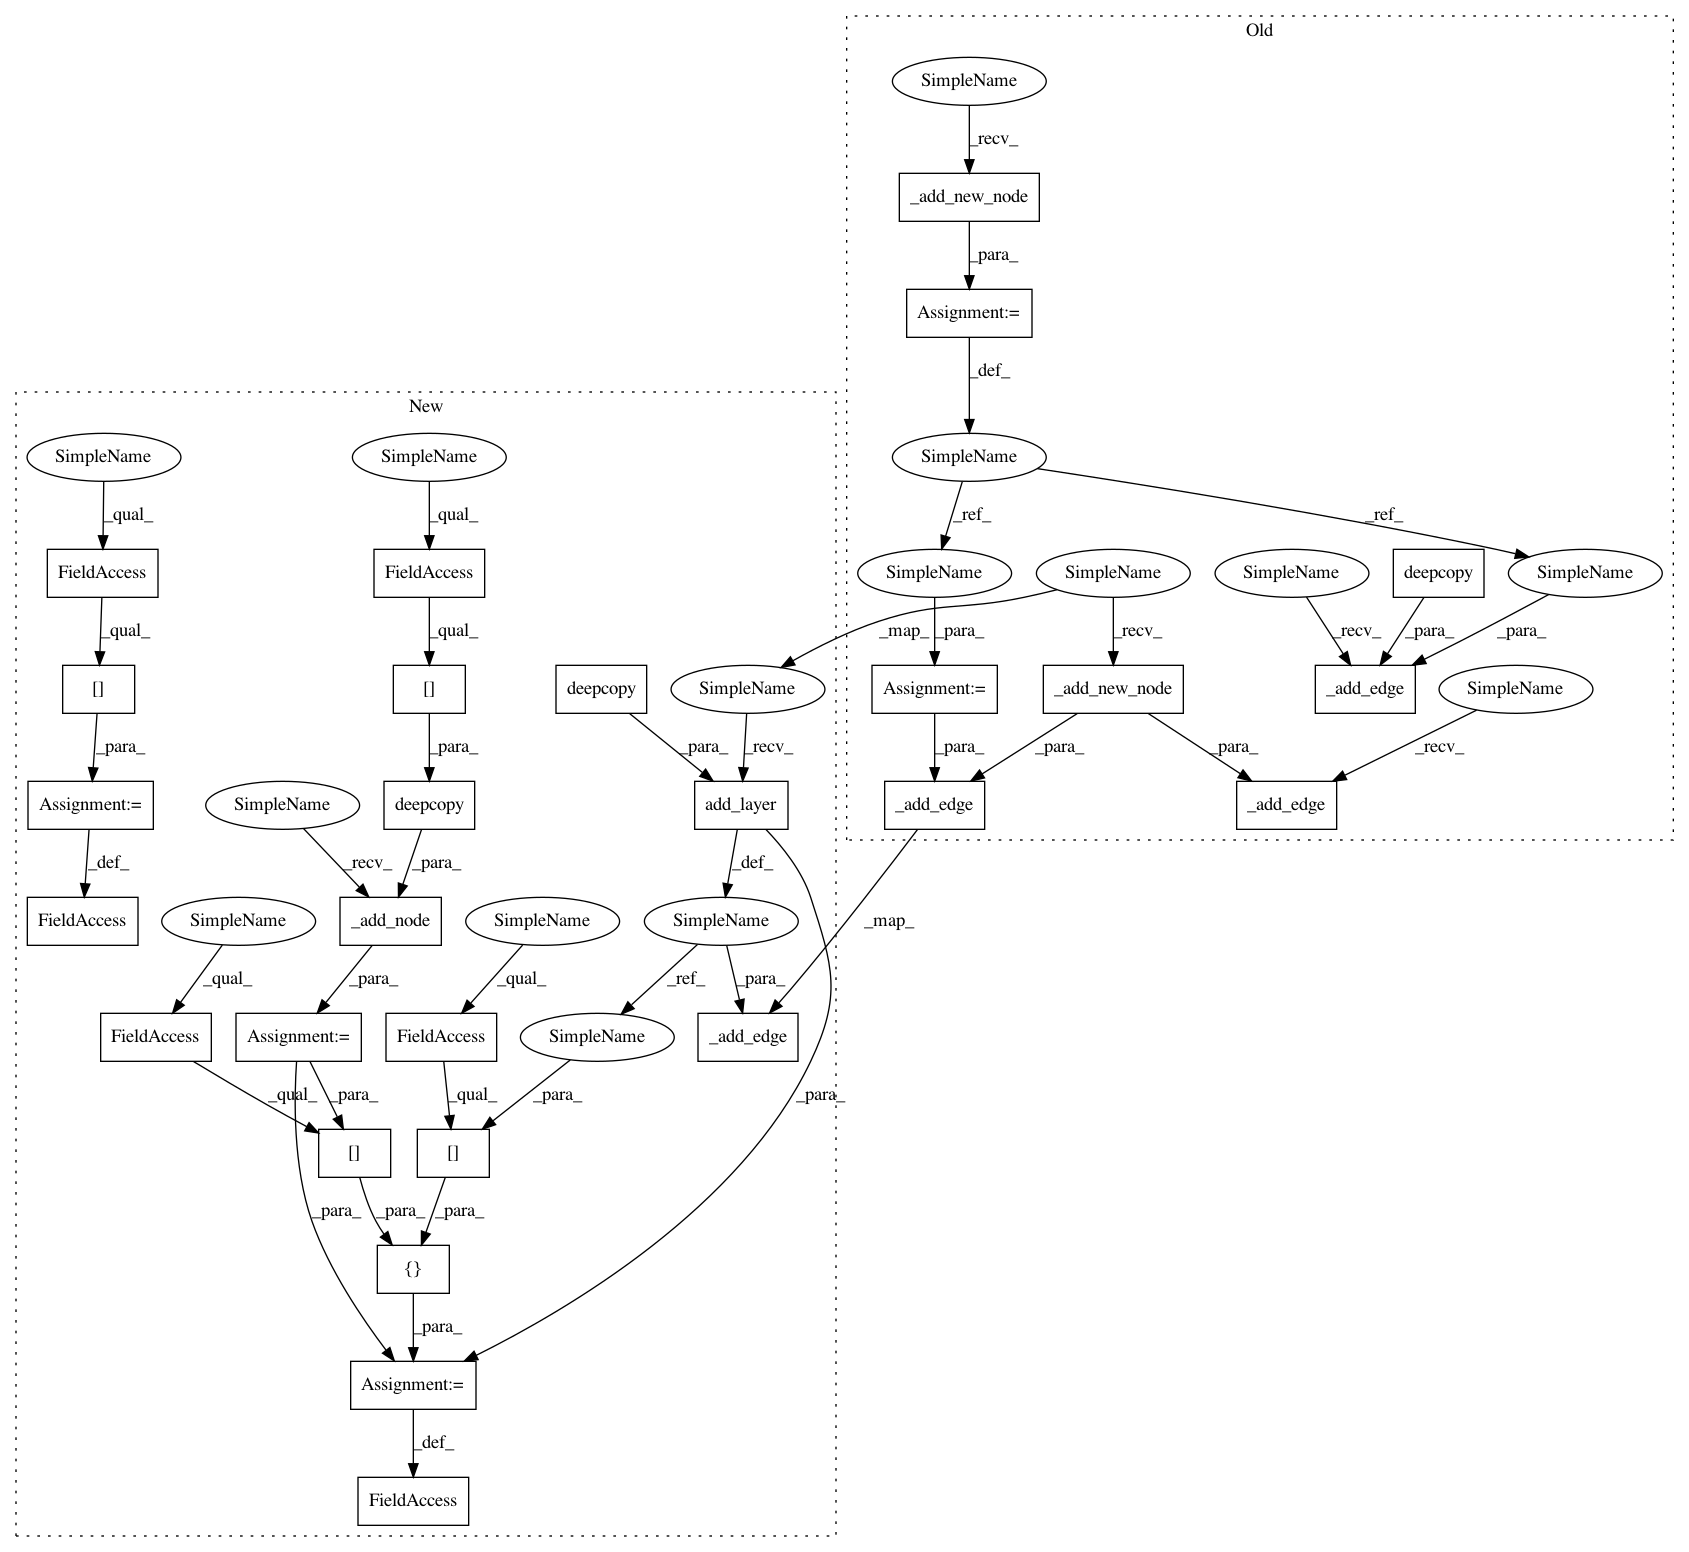 Old
SimpleName
_recv_
_add_new_node
_para_
Assignment:=
_def_
New
SimpleName
SimpleName
SimpleName
_qual_
_qual_
_ref_
_ref_
FieldAccess
FieldAccess
SimpleName
SimpleName
SimpleName
deepcopy
SimpleName
_qual_
_qual_
_map_
_para_
_recv_
_recv_
_para_
_para_
[]
[]
deepcopy
SimpleName
Assignment:=
_add_new_node
_add_edge
SimpleName
_para_
_para_
_para_
_recv_
_para_
_para_
_para_
_recv_
Assignment:=
SimpleName
deepcopy
add_layer
_add_edge
_add_edge
_def_
_recv_
_para_
_def_
FieldAccess
SimpleName
_add_node
SimpleName
SimpleName
_map_
_qual_
_para_
_qual_
_ref_
_para_
FieldAccess
Assignment:=
FieldAccess
SimpleName
_add_edge
_qual_
_para_
_qual_
_para_
_para_
[]
[]
_para_
_para_
_para_
{}
_para_
Assignment:=
_def_
FieldAccess